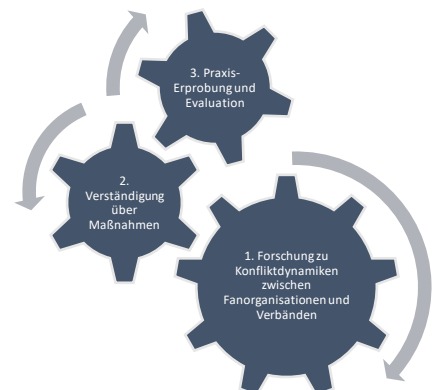 3. Praxis-
Erprobung und
Evaluation
2.
Verständigung
über
Maßnahmen
1. Forschung zu
Konfliktdynamiken
zwischen
Fanorganisationen und
Verbänden